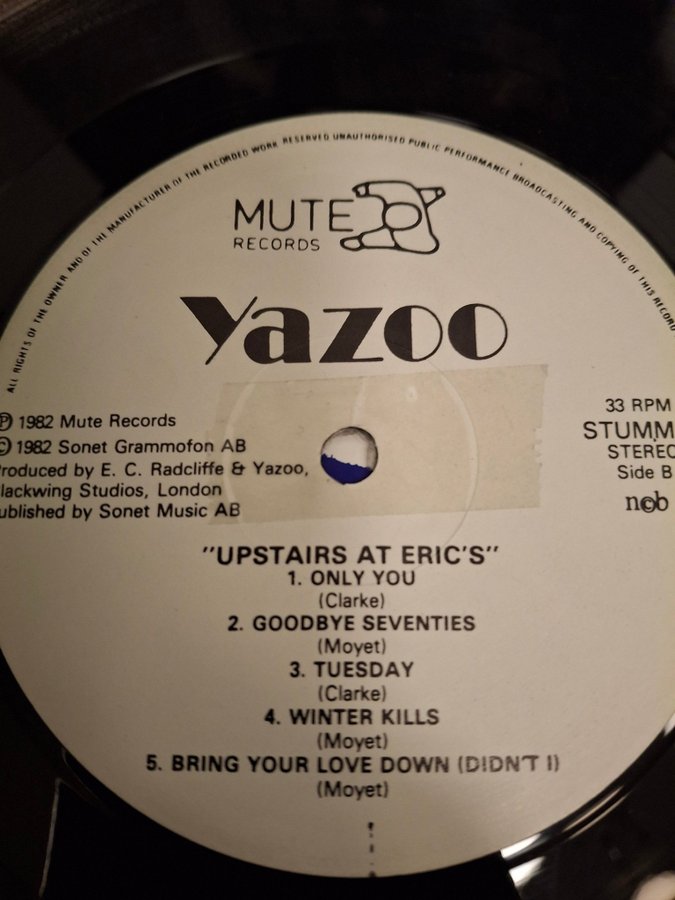 ALL RIGHTS OF THE OWNER AND OF THE MANUFACTURER OF THE RECORDED WORK RESERVED UNAUTHORISED PUBLIC PERFORMANCE BROADCASTING AND COPYING OF THIS RECORD
MUTE
RECORDS
Yazoo
℗ 1982 Mute Records
© 1982 Sonet Grammofon AB
roduced by E. C. Radcliffe & Yazoo,
lackwing Studios, London
ublished by Sonet Music AB
33 RPM
STUMM
STEREO
Side B
n©b
"UPSTAIRS AT ERIC'S"
1. ONLY YOU
(Clarke)
2. GOODBYE SEVENTIES
(Moyet)
3. TUESDAY
(Clarke)
4. WINTER KILLS
(Moyet)
5. BRING YOUR LOVE DOWN (DIDN'T I)
(Moyet)